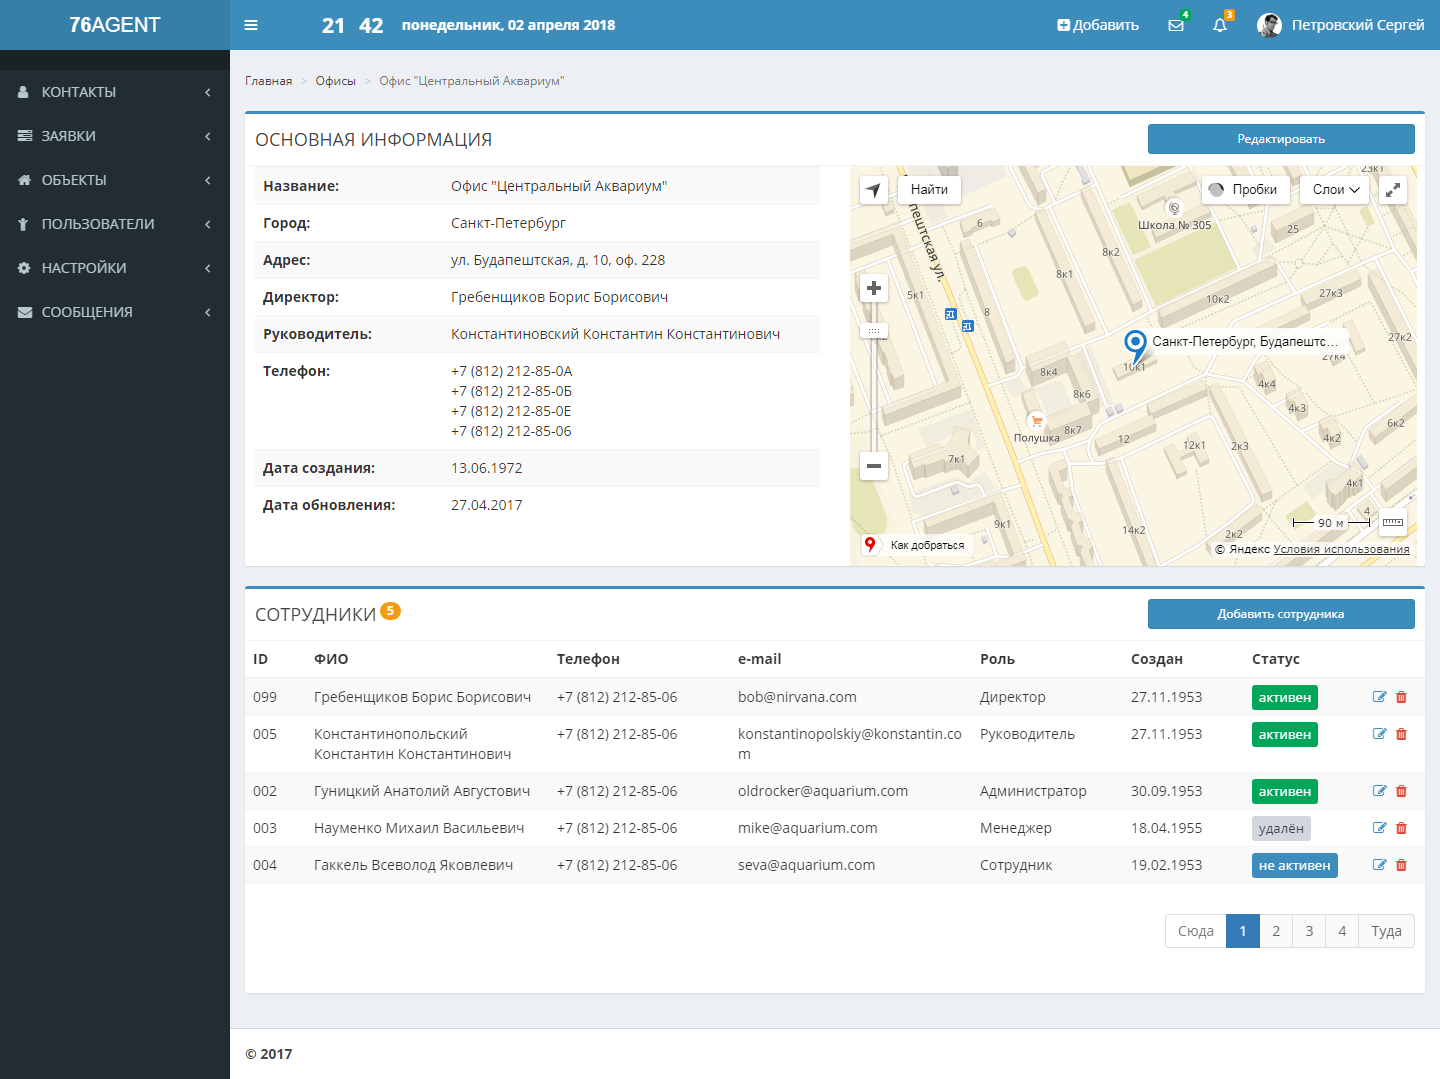 76AGENT
21 42 понедельник, 02 апреля 2018
Добавить
4
3
Петровский Сергей
КОНТАКТЫ
ЗАЯВКИ
ОБЪЕКТЫ
ПОЛЬЗОВАТЕЛИ
НАСТРОЙКИ
СООБЩЕНИЯ
Главная > Офисы > Офис "Центральный Аквариум"
ОСНОВНАЯ ИНФОРМАЦИЯ
Редактировать
Название: Офис "Центральный Аквариум"
Город: Санкт-Петербург
Адрес: ул. Будапештская, д. 10, оф. 228
Директор: Гребенщиков Борис Борисович
Руководитель: Константиновский Константин Константинович
Телефон: +7 (812) 212-85-0А
+7 (812) 212-85-0Б
+7 (812) 212-85-0Е
+7 (812) 212-85-06
Дата создания: 13.06.1972
Дата обновления: 27.04.2017
Найти
Пробки
Слои
23к1
пештская ул.
Школа № 305
6
25
8к2
8к1
5к1
10к2
27к3
8
27к2
Санкт-Петербург, Будапештс...
27к4
10к1
8к4
4к4
8к6
4к3
6к2
Полушка
8к7
12
12к1
2к3
4к2
7к1
4к1
9к1
14к2
2к2
4
90 м
Как добраться
© Яндекс Условия использования
СОТРУДНИКИ 5
Добавить сотрудника
ID ФИО Телефон e-mail Роль Создан Статус
099 Гребенщиков Борис Борисович +7 (812) 212-85-06 bob@nirvana.com Директор 27.11.1953 активен
005 Константинопольский +7 (812) 212-85-06 konstantinopolskiy@konstantin.co Руководитель 27.11.1953 активен
Константин Константинович m
002 Гуницкий Анатолий Августович +7 (812) 212-85-06 oldrocker@aquarium.com Администратор 30.09.1953 активен
003 Науменко Михаил Васильевич +7 (812) 212-85-06 mike@aquarium.com Менеджер 18.04.1955 удалён
004 Гаккель Всеволод Яковлевич +7 (812) 212-85-06 seva@aquarium.com Сотрудник 19.02.1953 не активен
Сюда 1 2 3 4 Туда
© 2017